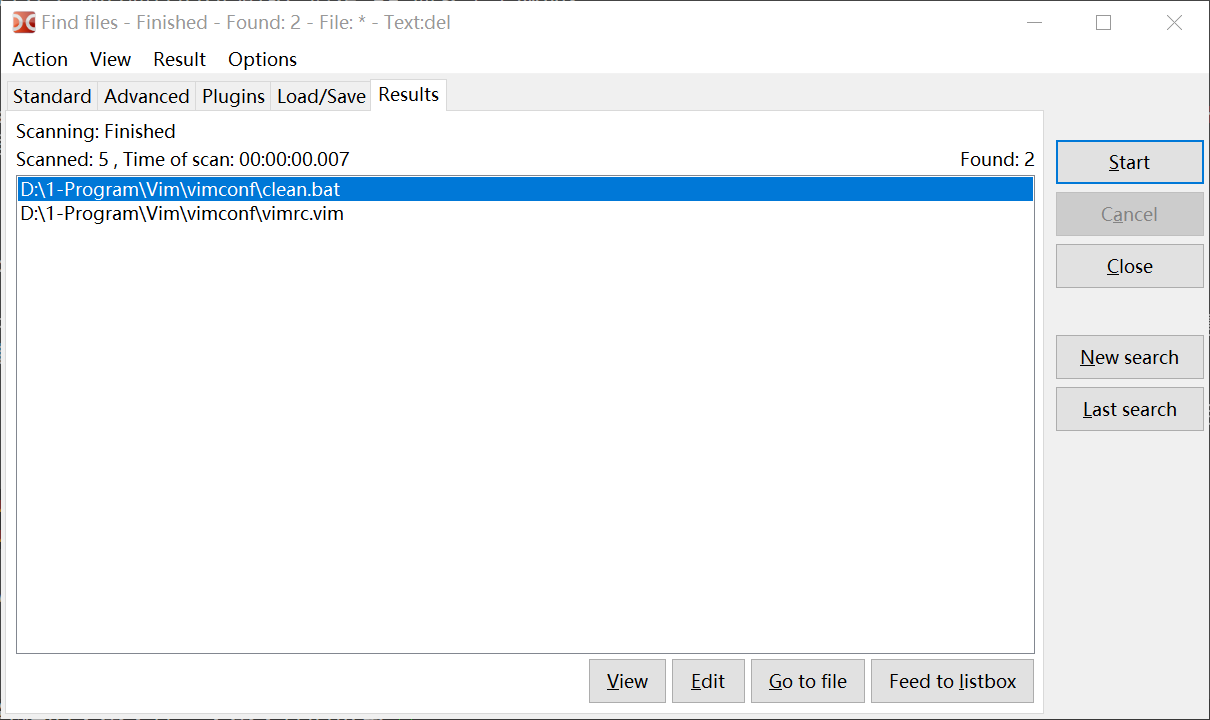 Find files - Finished - Found: 2 - File: * - Text:del
Action View Result Options
Standard Advanced Plugins Load/Save Results
Scanning: Finished
Scanned: 5 , Time of scan: 00:00:00.007 Found: 2
D:\1-Program\Vim\vimconf\clean.bat
D:\1-Program\Vim\vimconf\vimrc.vim
Start
Cancel
Close
New search
Last search
View Edit Go to file Feed to listbox